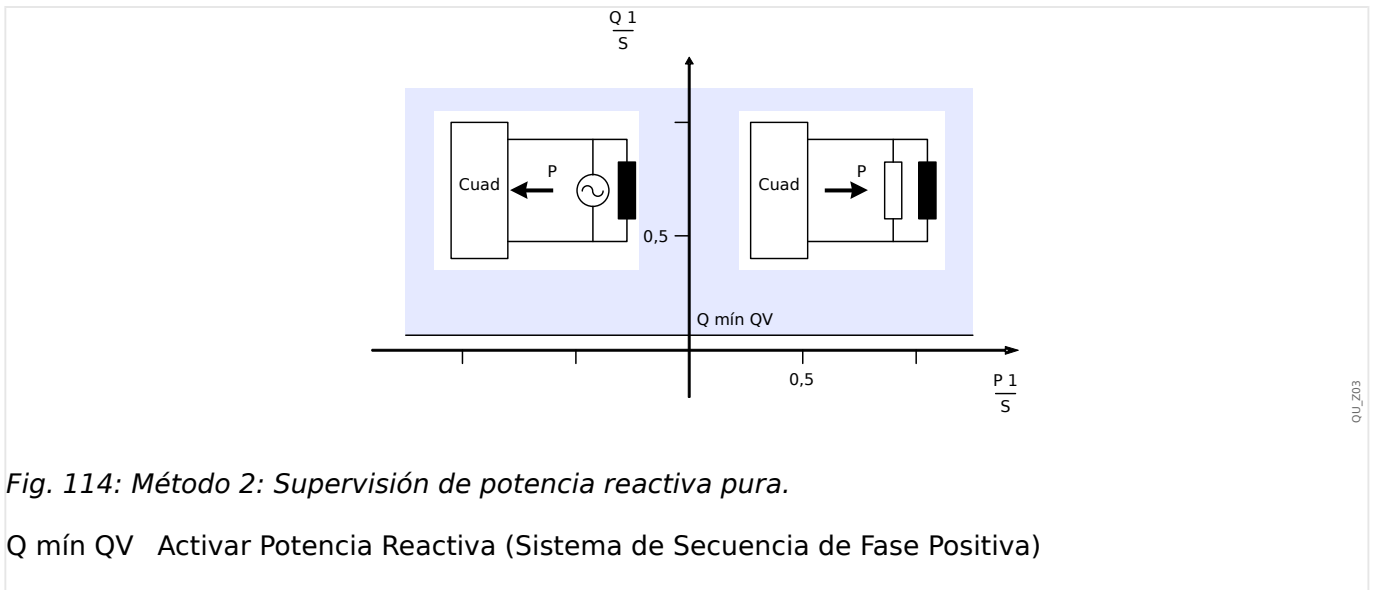 Q 1
S
Cuad
P
Cuad
P
0,5
Q mín QV
0,5
P 1
S
QU_Z03
Fig. 114: Método 2: Supervisión de potencia reactiva pura.
Q mín QV Activar Potencia Reactiva (Sistema de Secuencia de Fase Positiva)